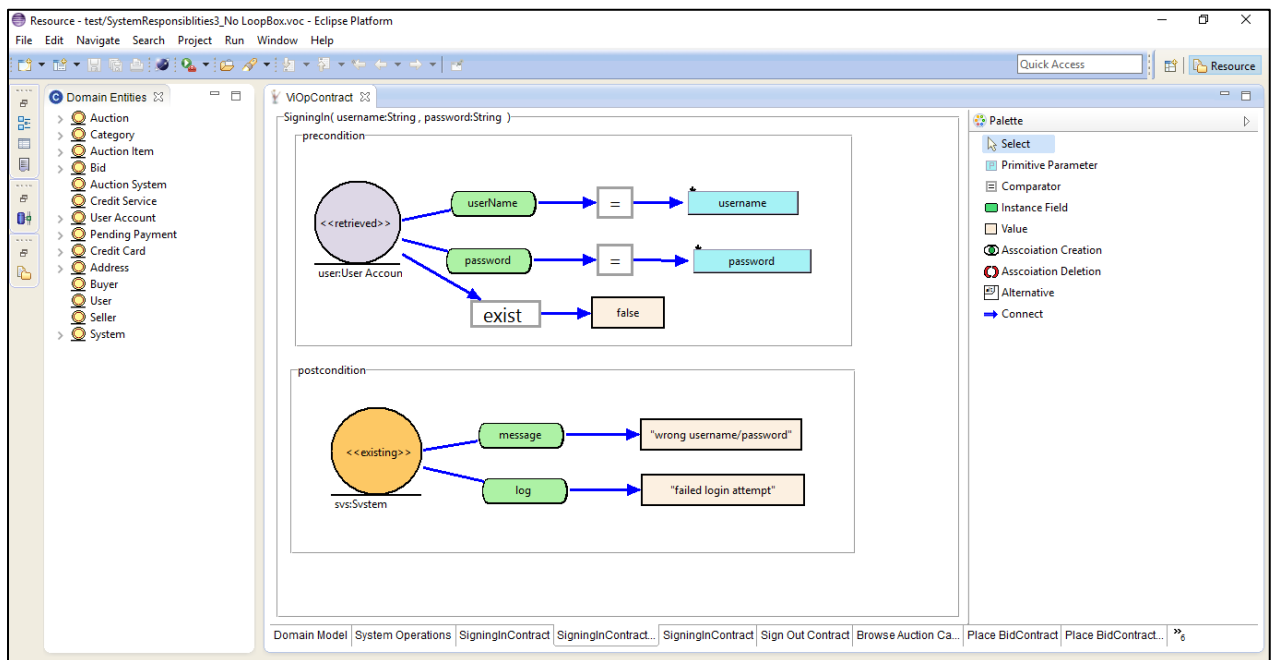 Resource - test/SystemResponsiblities3_No LoopBox.voc - Eclipse Platform
File Edit Navigate Search Project Run Window Help
Quick Access
Resource
Domain Entities
Auction
Category
Auction Item
Bid
Auction System
Credit Service
User Account
Pending Payment
Credit Card
Address
Buyer
User
Seller
System
ViOpContract
SigningIn( username:String , password:String )
precondition
<<retrieved>>
user:User Accoun
userName
=
username
password
=
password
exist
false
postcondition
<<existing>>
svs:Svstem
message
"wrong username/password"
log
"failed login attempt"
Palette
Select
Primitive Parameter
Comparator
Instance Field
Value
Asscoiation Creation
Asscoiation Deletion
Alternative
Connect
Domain Model System Operations SigningInContract SigningInContract... SigningInContract Sign Out Contract Browse Auction Ca... Place BidContract Place BidContract... »6